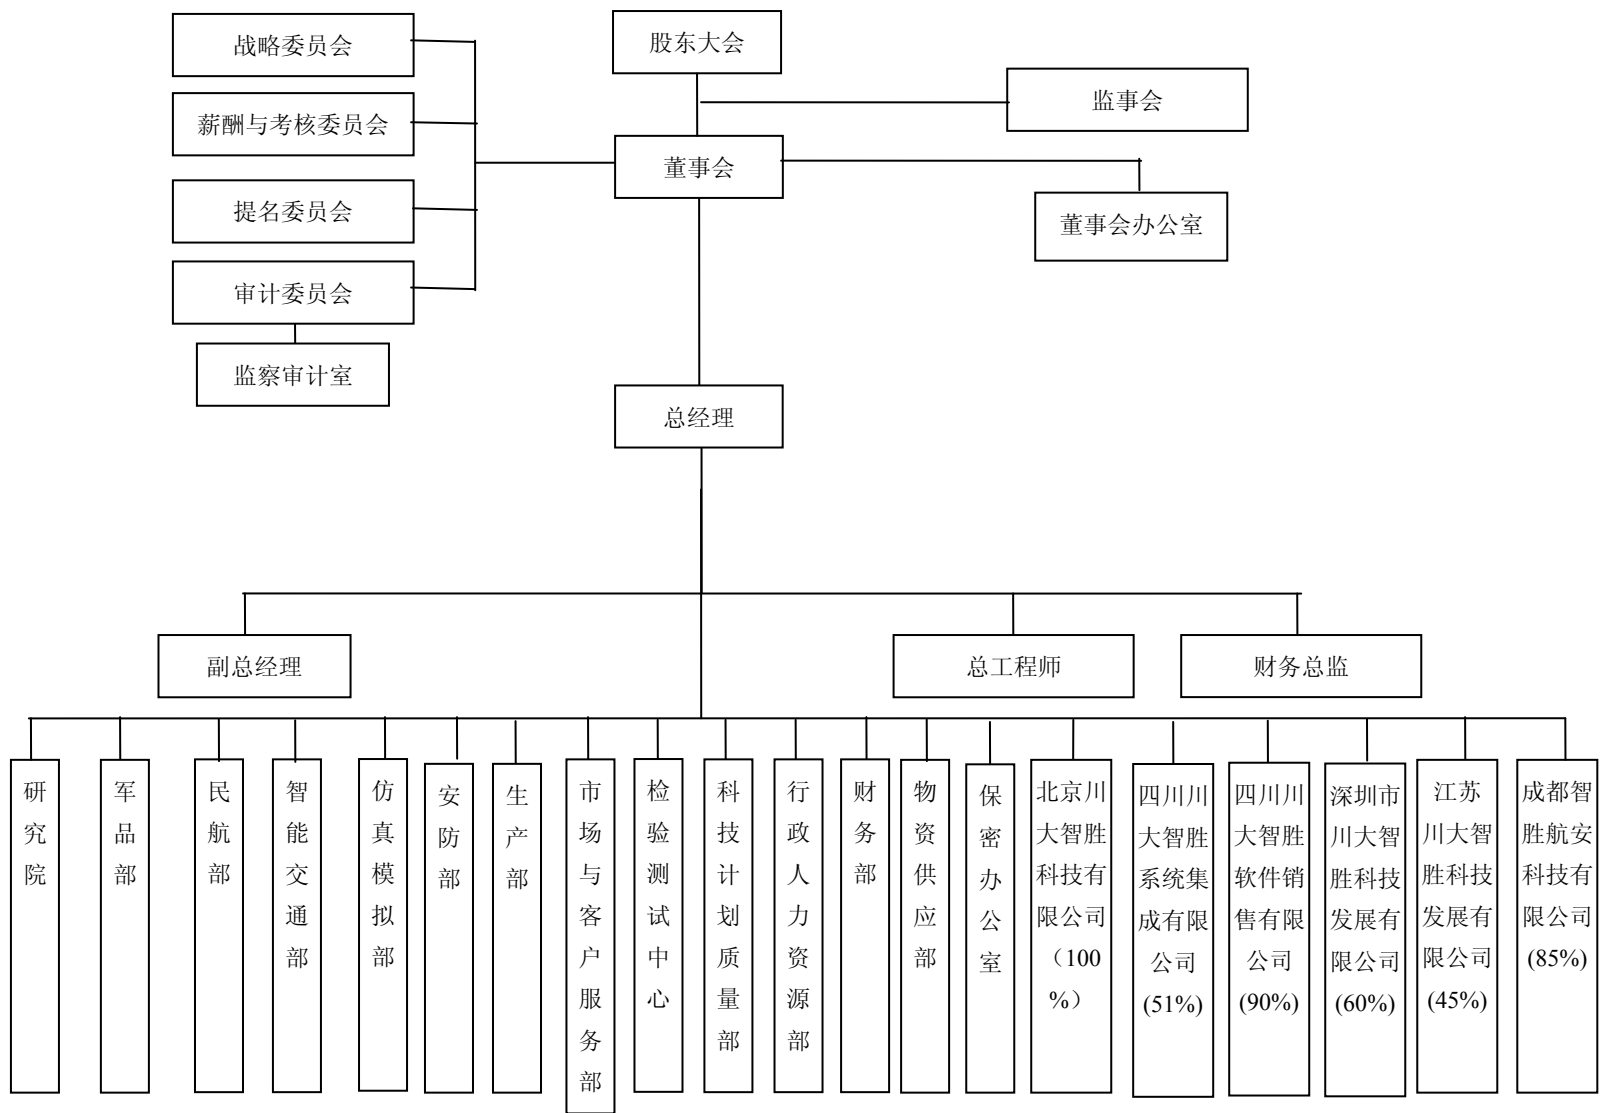 战略委员会
股东大会
监事会
薪酬与考核委员会
董事会
提名委员会
董事会办公室
审计委员会
监察审计室
总经理
副总经理
总工程师
财务总监
研究院
军品部
民航部
智能交通部
仿真模拟部
安防部
生产部
市场与客户服务部
检验测试中心
科技计划质量部
行政人力资源部
财务部
物资供应部
保密办公室
北京川
大智胜
科技有
限公司
（100
%）
四川川
大智胜
系统集
成有限
公司
(51%)
四川川
大智胜
软件销
售有限
公司
(90%)
深圳市
川大智
胜科技
发展有
限公司
(60%)
江苏
川大智
胜科技
发展有
限公司
(45%)
成都智
胜航安
科技有
限公司
(85%)